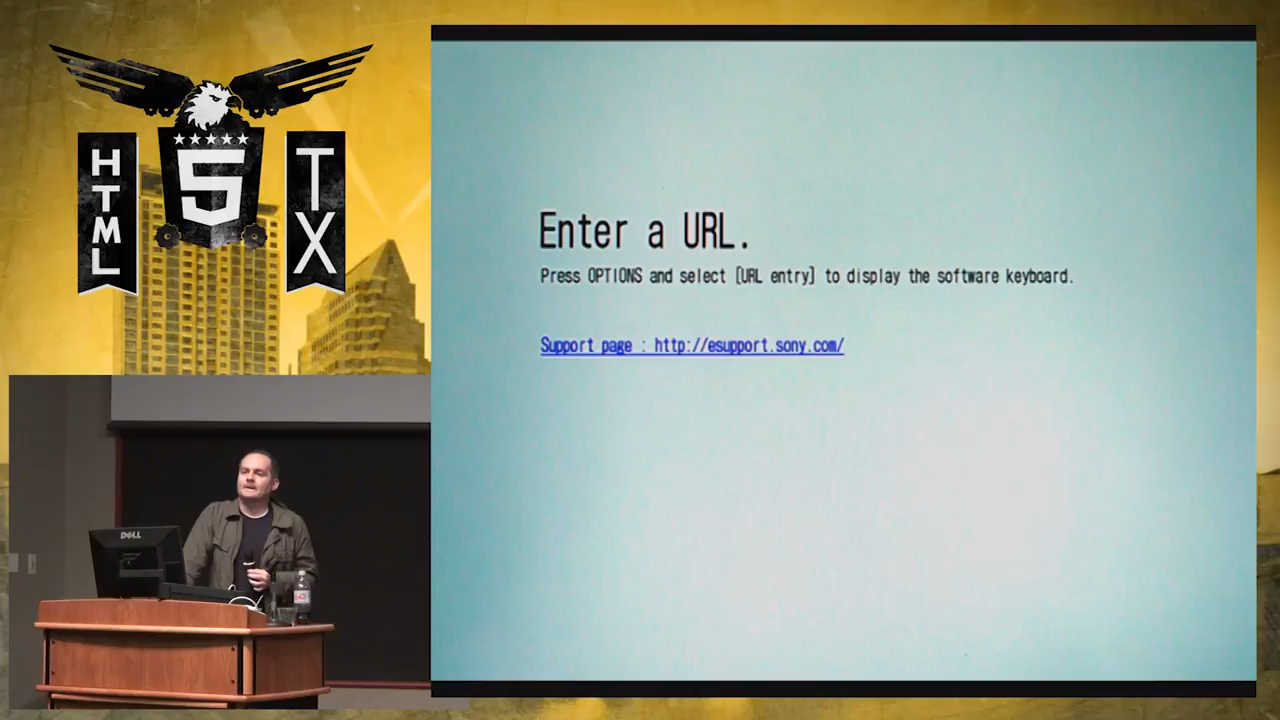 HTML
5
TX
Enter a URL.
Press OPTIONS and select [URL entry] to display the software keyboard.
Support page : http://esupport.sony.com/
DELL